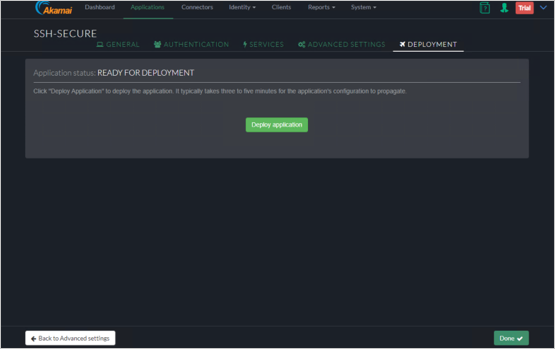 Akamai
Dashboard Applications Connectors Identity Clients Reports System Trial
SSH-SECURE
GENERAL AUTHENTICATION SERVICES ADVANCED SETTINGS DEPLOYMENT
Application status: READY FOR DEPLOYMENT
Click "Deploy Application" to deploy the application. It typically takes three to five minutes for the application's configuration to propagate
Deploy application
Back to Advanced settings
Done